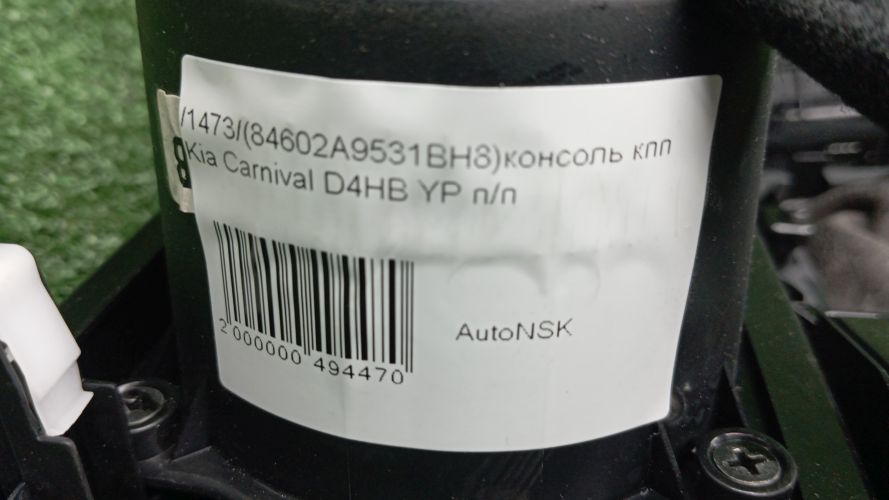 /1473/(84602A9531BH8)консоль кпп
Kia Carnival D4HB YP п/п
AutoNSK
2 000000 494470